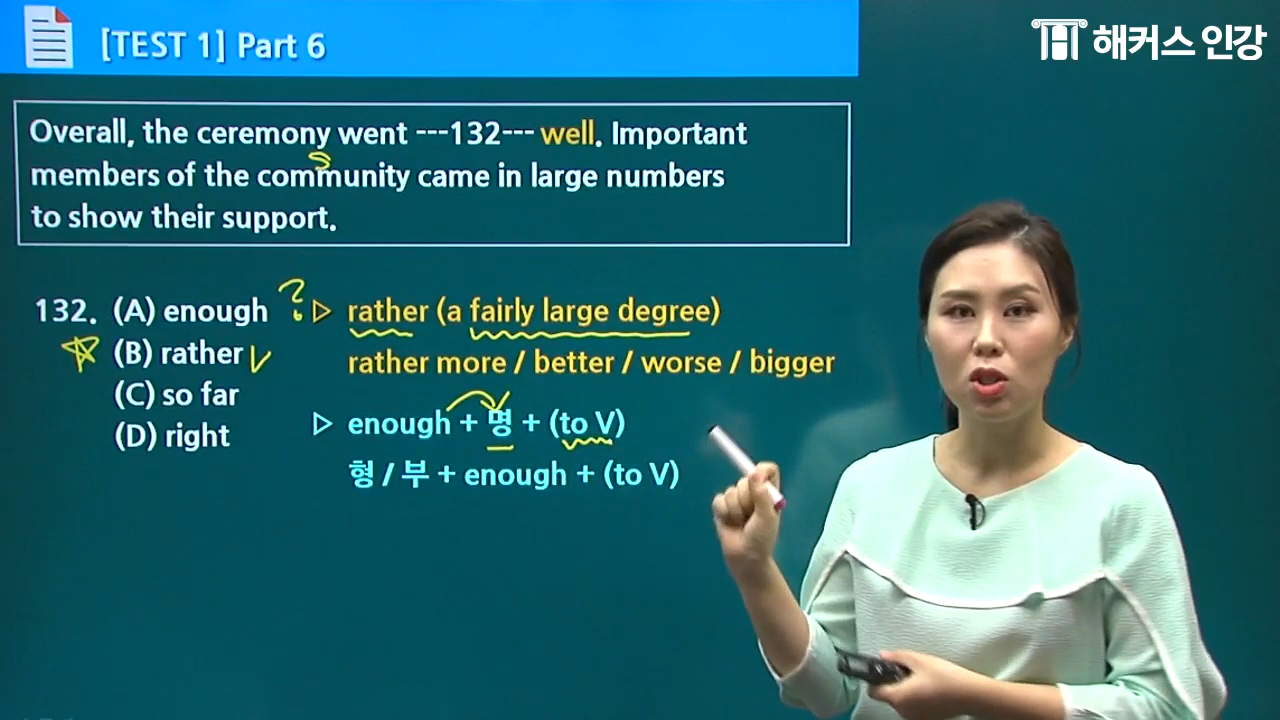 [TEST 1] Part 6
해커스 인강
Overall, the ceremony went ---132--- well. Important
members of the community came in large numbers
to show their support.
132. (A) enough ? ▷ rather (a fairly large degree)
(B) rather rather more / better / worse / bigger
(C) so far
(D) right
▷ enough + 명 + (to V)
형 / 부 + enough + (to V)